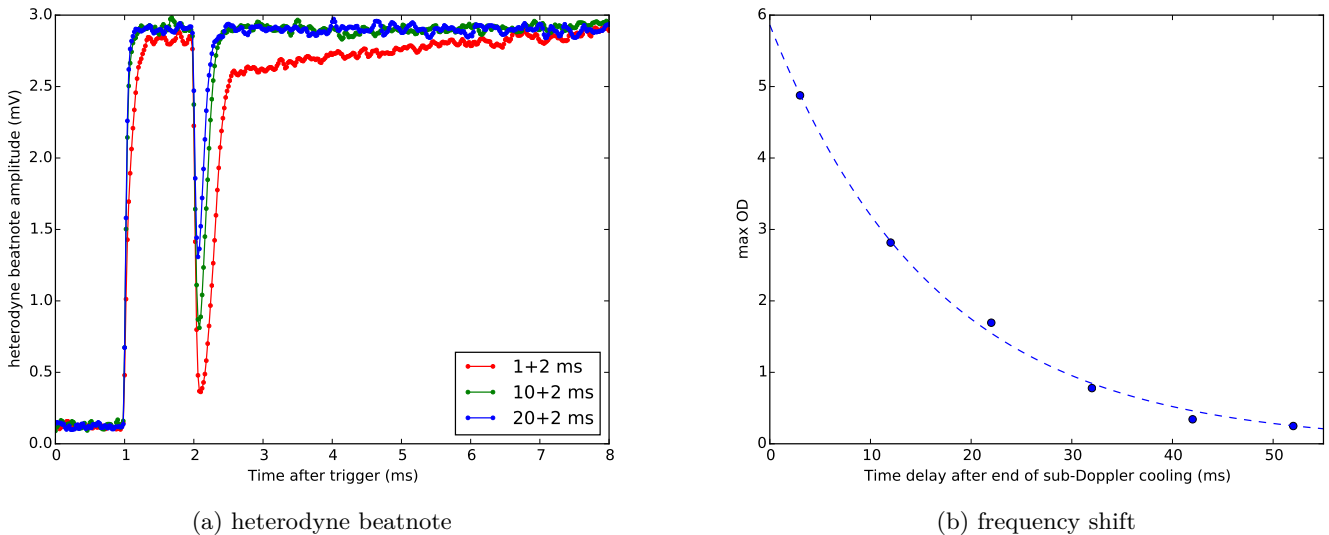 3.0
2.5
2.0
1.5
1.0
0.5
0.0
heterodyne beatnote amplitude (mV)
1+2 ms
10+2 ms
20+2 ms
0 1 2 3 4 5 6 7 8
Time after trigger (ms)
(a) heterodyne beatnote
6
5
4
3
2
1
0
max OD
0 10 20 30 40 50
Time delay after end of sub-Doppler cooling (ms)
(b) frequency shift